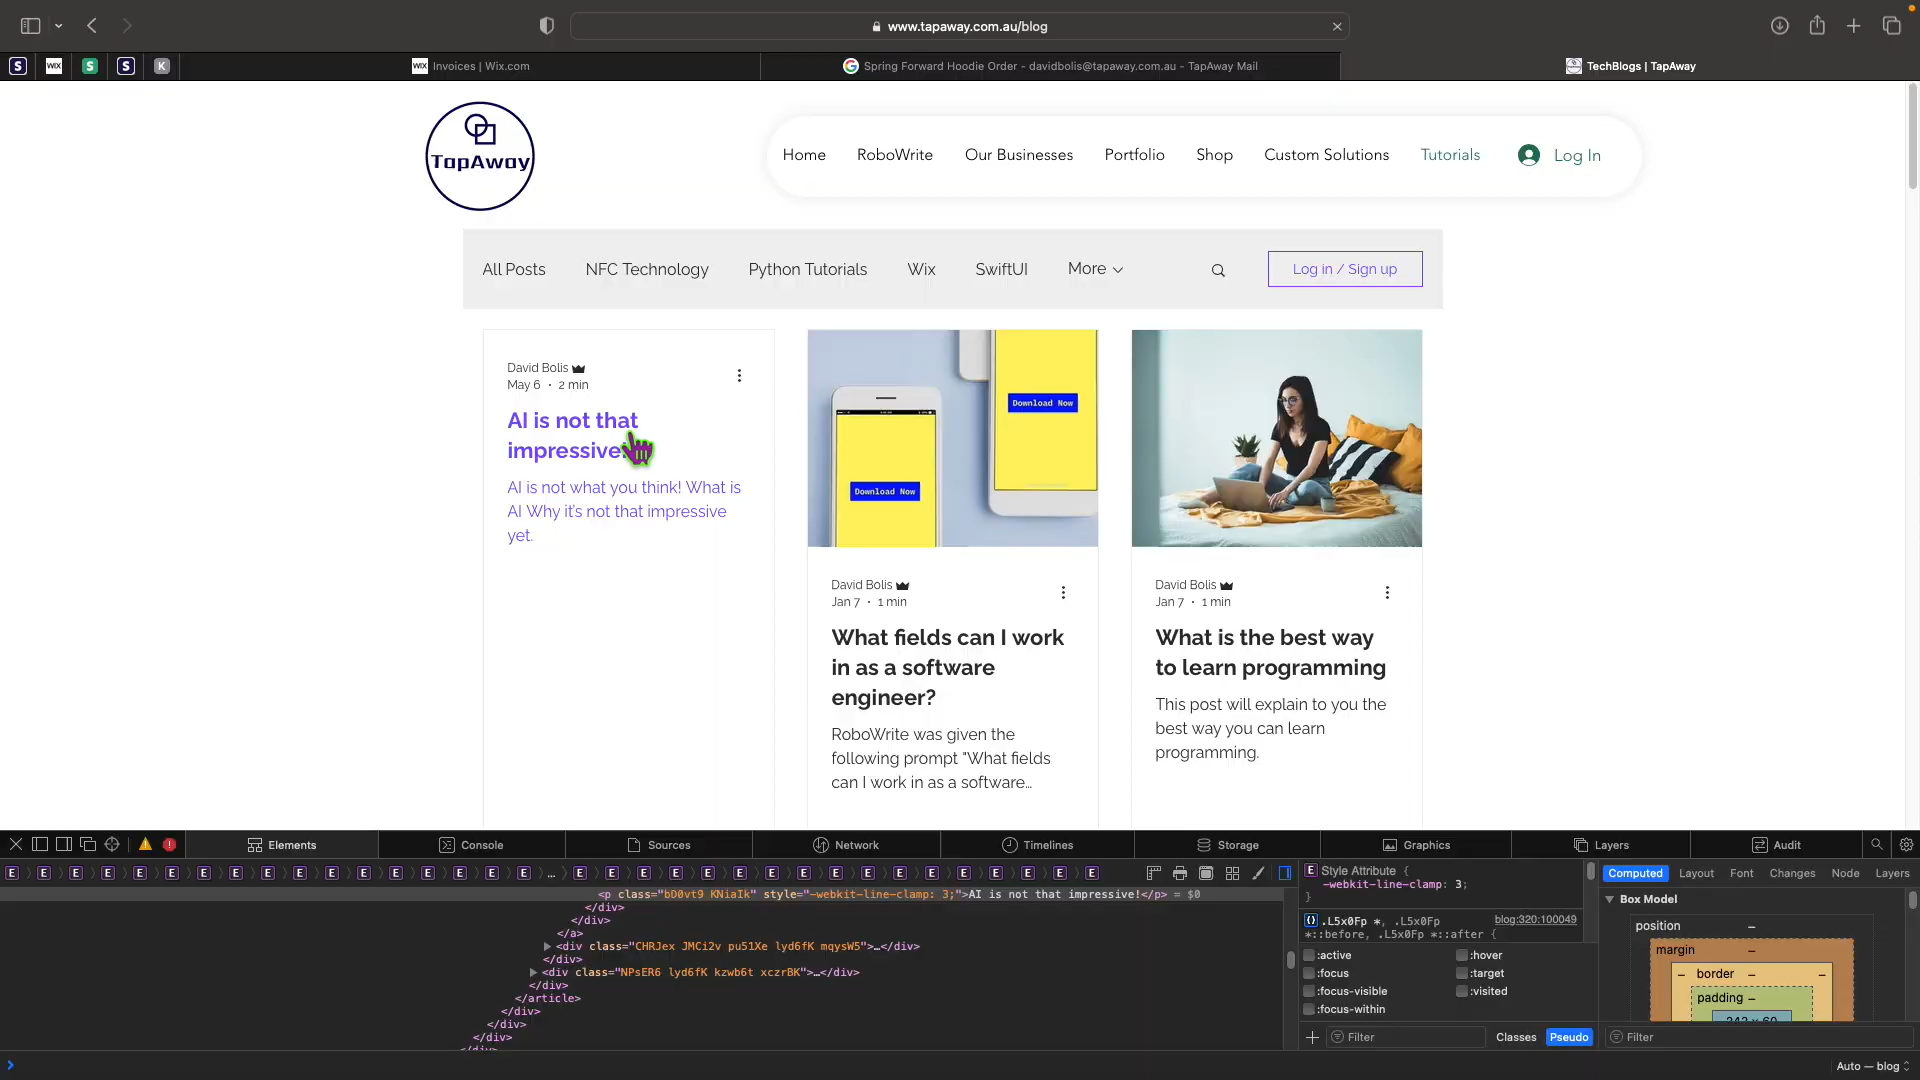 www.tapaway.com.au/blog
S WIX S S K
WIX Invoices | Wix.com
Spring Forward Hoodie Order - davidbolis@tapaway.com.au - TapAway Mail
TechBlogs | TapAway
TapAway
Home RoboWrite Our Businesses Portfolio Shop Custom Solutions Tutorials Log In
All Posts NFC Technology Python Tutorials Wix SwiftUI More Log in / Sign up
David Bolis
May 6 · 2 min
AI is not that
impressive!
AI is not what you think! What is
AI Why it's not that impressive
yet.
Download Now
Download Now
David Bolis
Jan 7 · 1 min
What fields can I work
in as a software
engineer?
RoboWrite was given the
following prompt "What fields
can I work in as a software...
David Bolis
Jan 7 · 1 min
What is the best way
to learn programming
This post will explain to you the
best way you can learn
programming.
Elements Console Sources Network Timelines Storage Graphics Layers Audit
E E E E E E E E E E E E E E E E E ... E E E E E E E E E E E E E E E E E
<p class="bD0vt9 KNiaIk" style="-webkit-line-clamp: 3;">AI is not that impressive!</p> = $0
</div>
</div>
</a>
<div class="CHRJex JMCi2v pu51Xe lyd6fK mqysW5">…</div>
</div>
<div class="NPsER6 lyd6fK kzwb6t xczrBK">…</div>
</div>
</article>
</div>
</div>
</div>
</div>
E Style Attribute {
-webkit-line-clamp: 3;
}
.L5x0Fp *, .L5x0Fp blog:320:100049
*::before, .L5x0Fp *::after {
:active :hover
:focus :target
:focus-visible :visited
:focus-within
Filter Classes Pseudo
Computed Layout Font Changes Node Layers
Box Model
position –
margin –
– border – –
padding –
242 × 60
Filter
Auto — blog